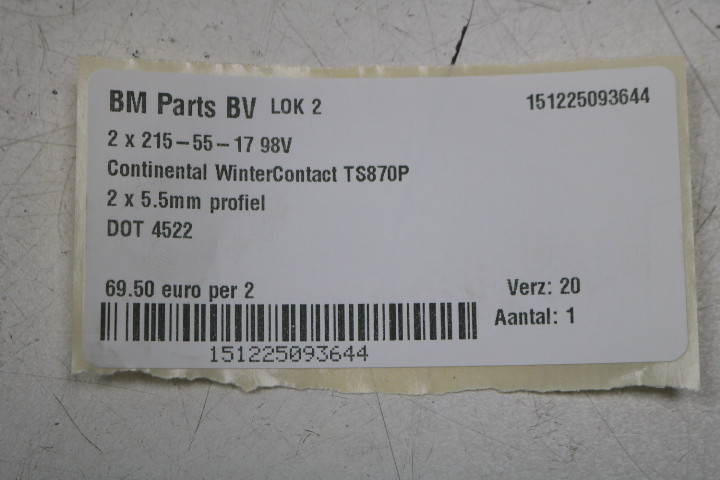 BM Parts BV LOK 2 151225093644
2 x 215-55-17 98V
Continental WinterContact TS870P
2 x 5.5mm profiel
DOT 4522
69.50 euro per 2 Verz: 20
Aantal: 1
151225093644